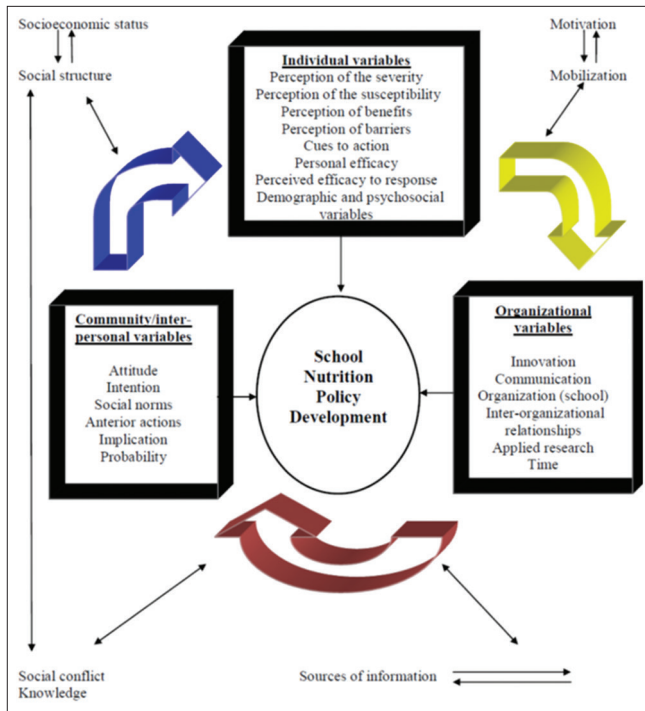 Socioeconomic status
Social structure
Motivation
Mobilization
Individual variables
Perception of the severity
Perception of the susceptibility
Perception of benefits
Perception of barriers
Cues to action
Personal efficacy
Perceived efficacy to response
Demographic and psychosocial
variables
Community/inter-
personal variables
Attitude
Intention
Social norms
Anterior actions
Implication
Probability
School
Nutrition
Policy
Development
Organizational
variables
Innovation
Communication
Organization (school)
Inter-organizational
relationships
Applied research
Time
Social conflict
Knowledge
Sources of information